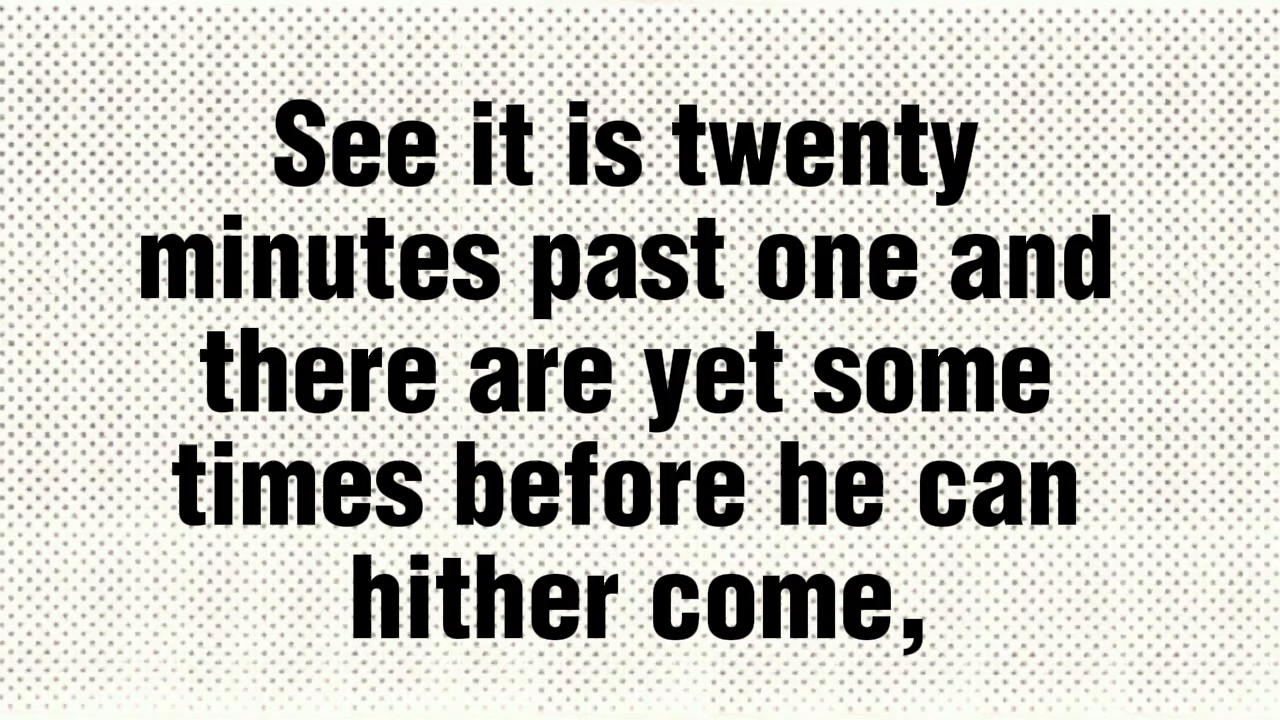 See it is twenty
minutes past one and
there are yet some
times before he can
hither come,